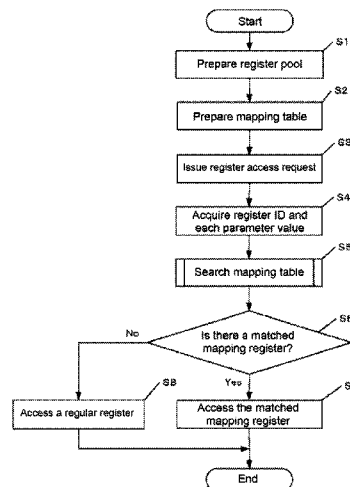 Start
S1
Prepare register pool
S2
Prepare mapping table
S3
Issue register access request
S4
Acquire register ID and
each parameter value
S5
Search mapping table
S6
Is there a matched
mapping register?
No
Yes
S8
Access a regular register
Access the matched
mapping register
End